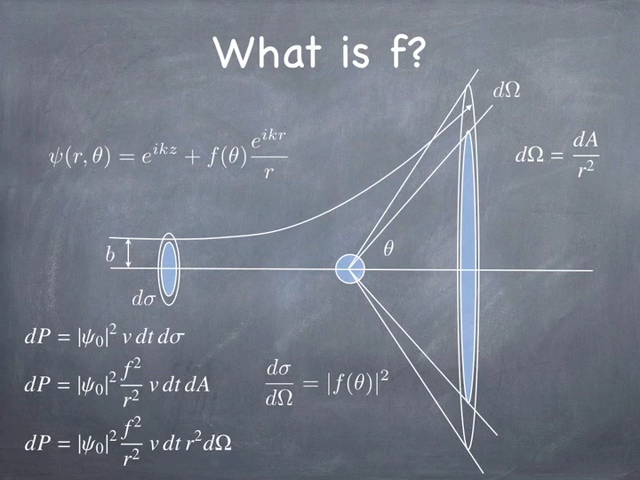 What is f?
dΩ
ψ(r, θ) = e^{ikz} + f(θ) e^{ikr}/r
dΩ = dA/r²
b
θ
dσ
dP = |ψ₀|² v dt dσ
dP = |ψ₀|² f²/r² v dt dA
dσ/dΩ = |f(θ)|²
dP = |ψ₀|² f²/r² v dt r² dΩ